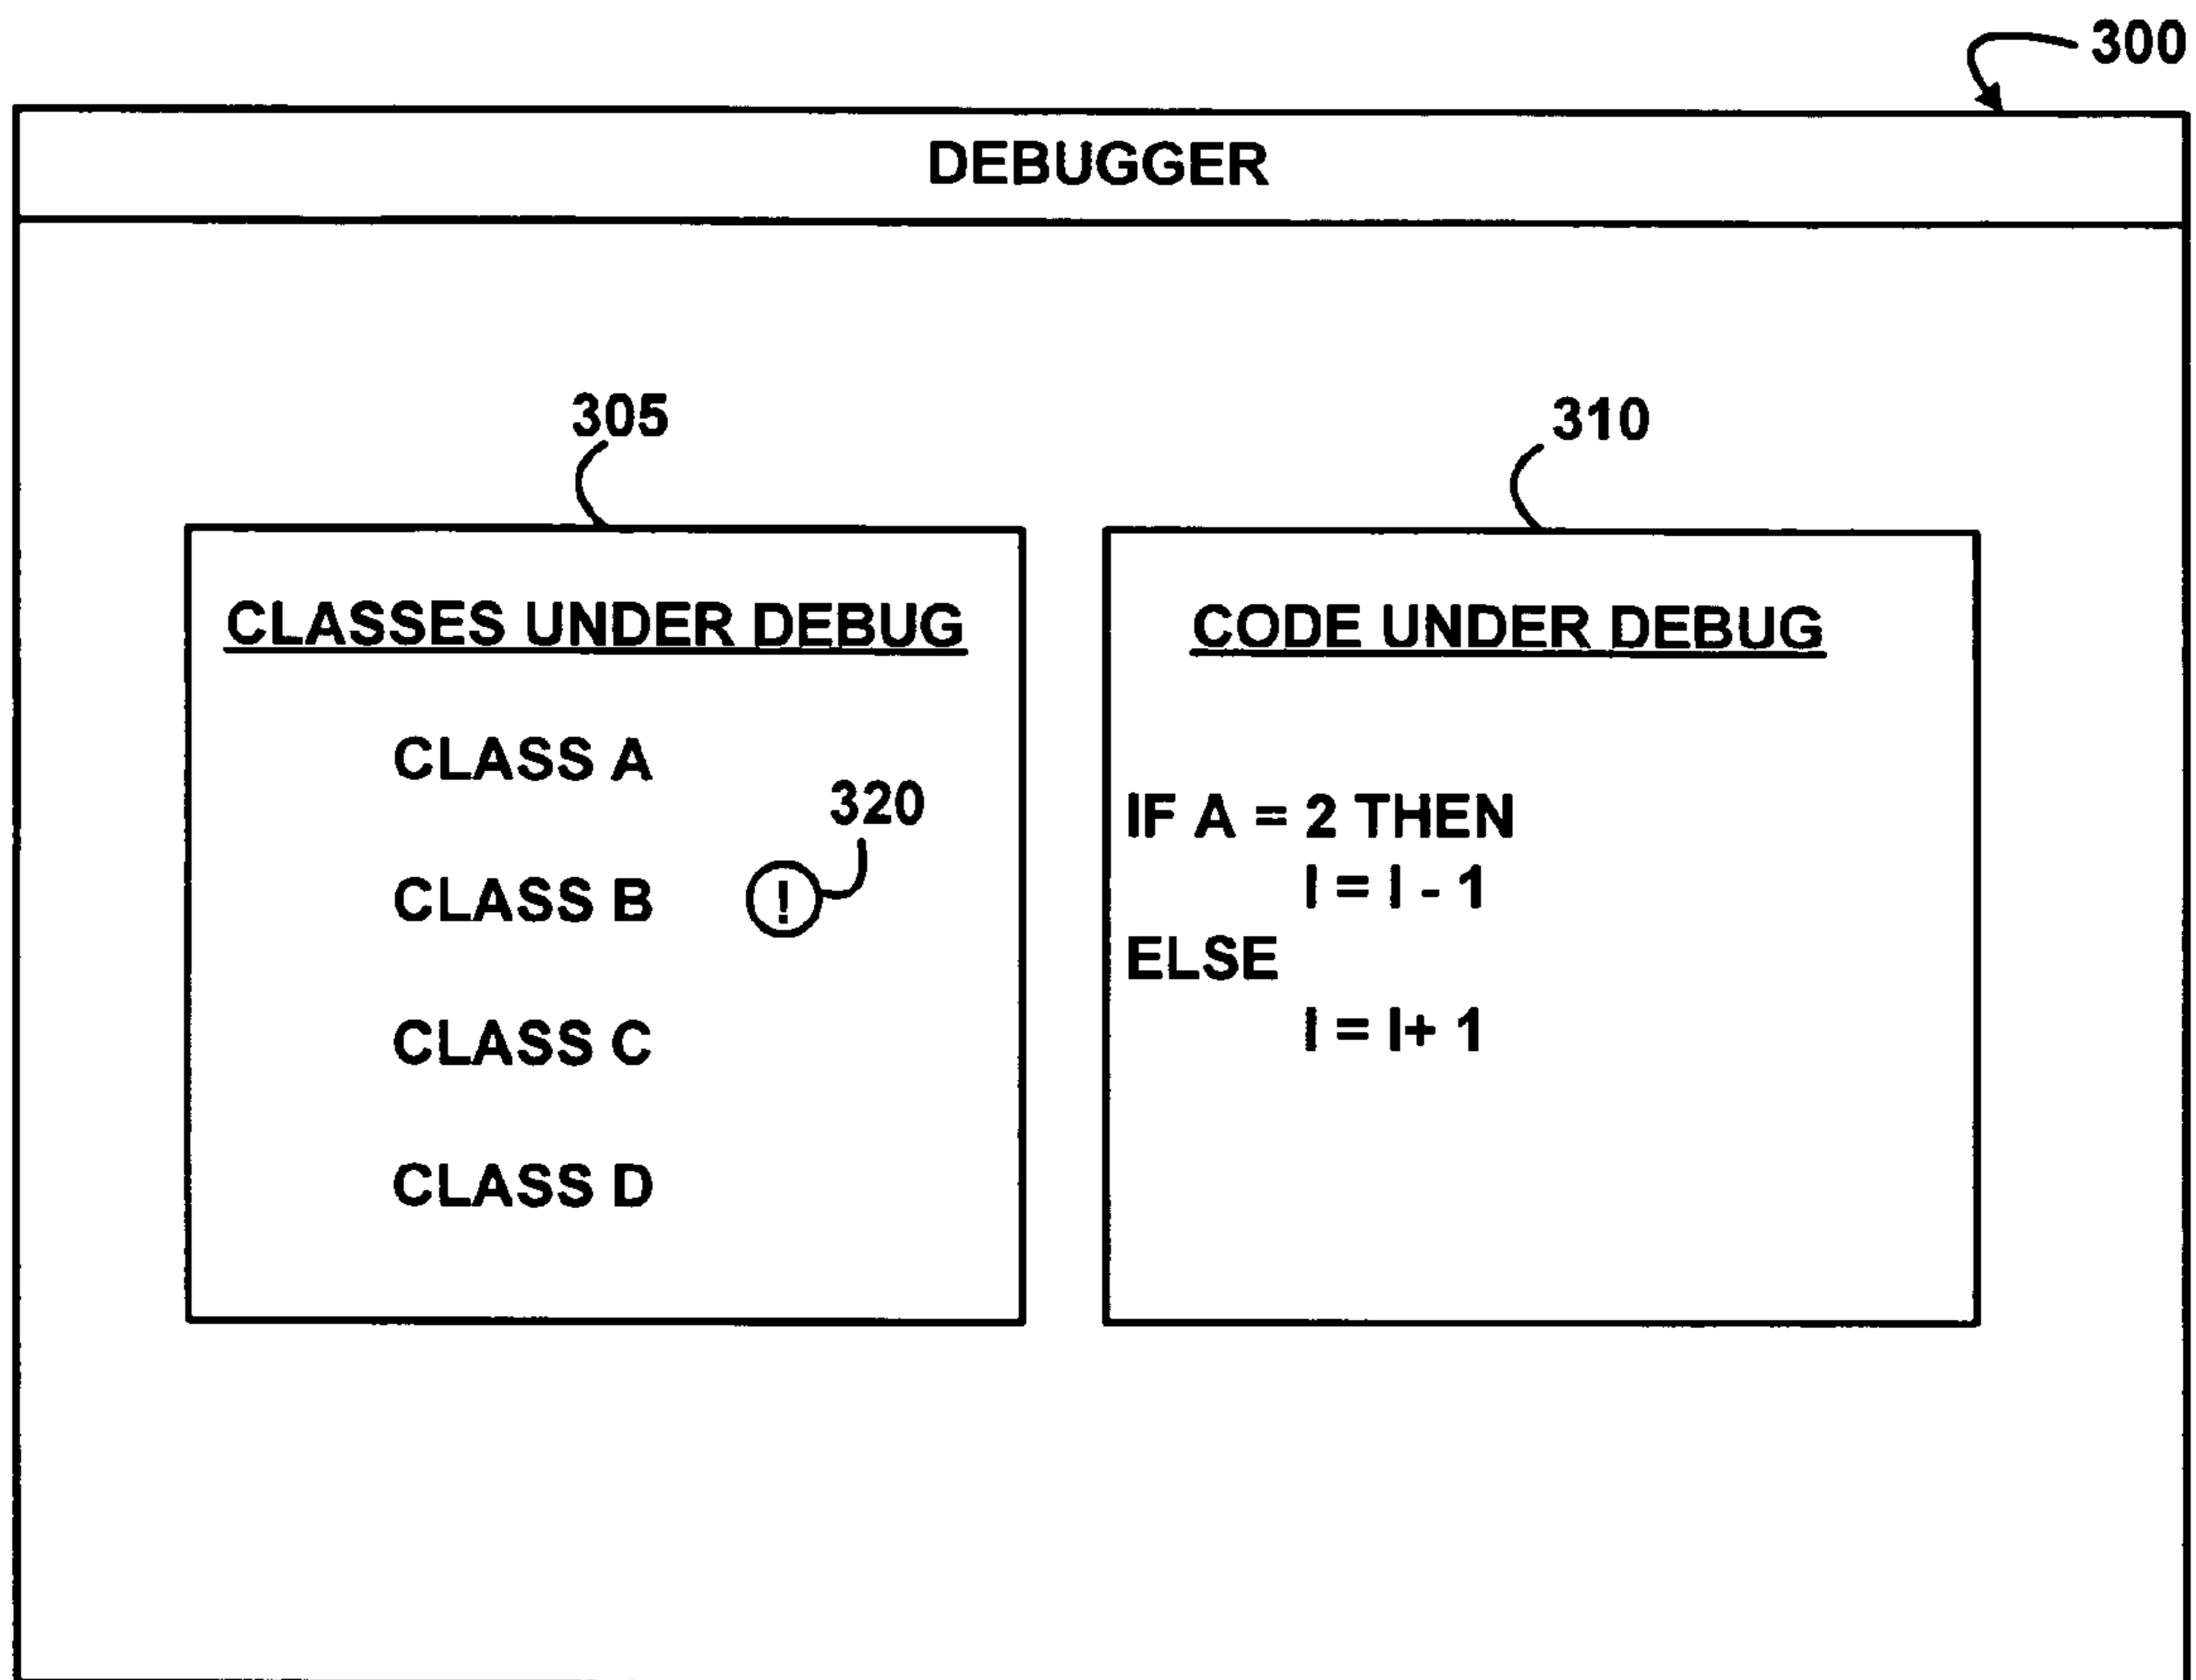 300
DEBUGGER
305
310
CLASSES UNDER DEBUG
CLASS A
320
CLASS B !
CLASS C
CLASS D
CODE UNDER DEBUG
IF A = 2 THEN
I = I - 1
ELSE
I = I+ 1